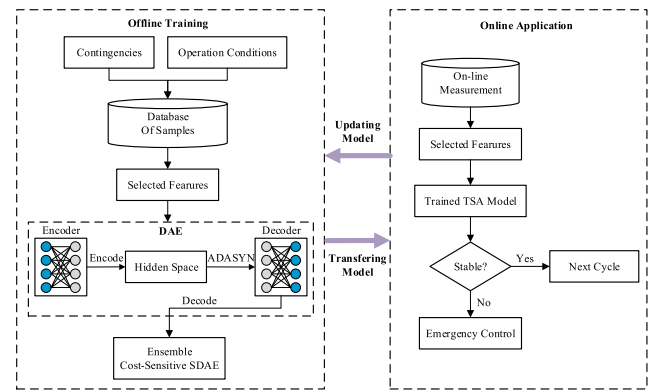 Offline Training
Contingencies
Operation Conditions
Database
Of Samples
Selected Fearures
DAE
Encoder
Decoder
Encode
Hidden Space
ADASYN
Decode
Ensemble
Cost-Sensitive SDAE
Updating
Model
Transfering
Model
Online Application
On-line
Measurement
Selected Fearures
Trained TSA Model
Stable?
Yes
Next Cycle
No
Emergency Control